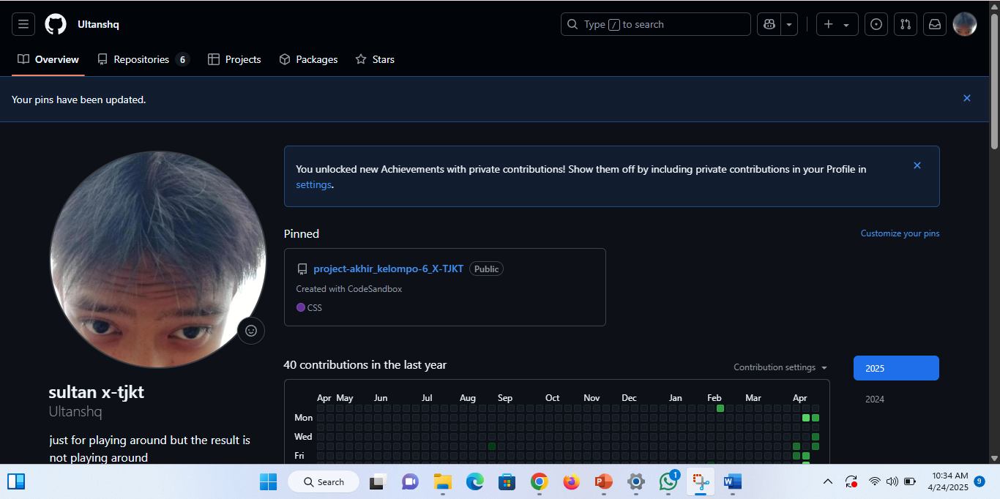 Ultanshq
Type / to search
Overview
Repositories 6
Projects
Packages
Stars
Your pins have been updated.
You unlocked new Achievements with private contributions! Show them off by including private contributions in your Profile in
settings.
Pinned
Customize your pins
project-akhir_kelompo-6_X-TJKT Public
Created with CodeSandbox
CSS
sultan x-tjkt
Ultanshq
just for playing around but the result is
not playing around
40 contributions in the last year
Contribution settings
2025
2024
Apr May Jun Jul Aug Sep Oct Nov Dec Jan Feb Mar Apr
Mon
Wed
Fri
Search
1
10:34 AM
4/24/2025
9